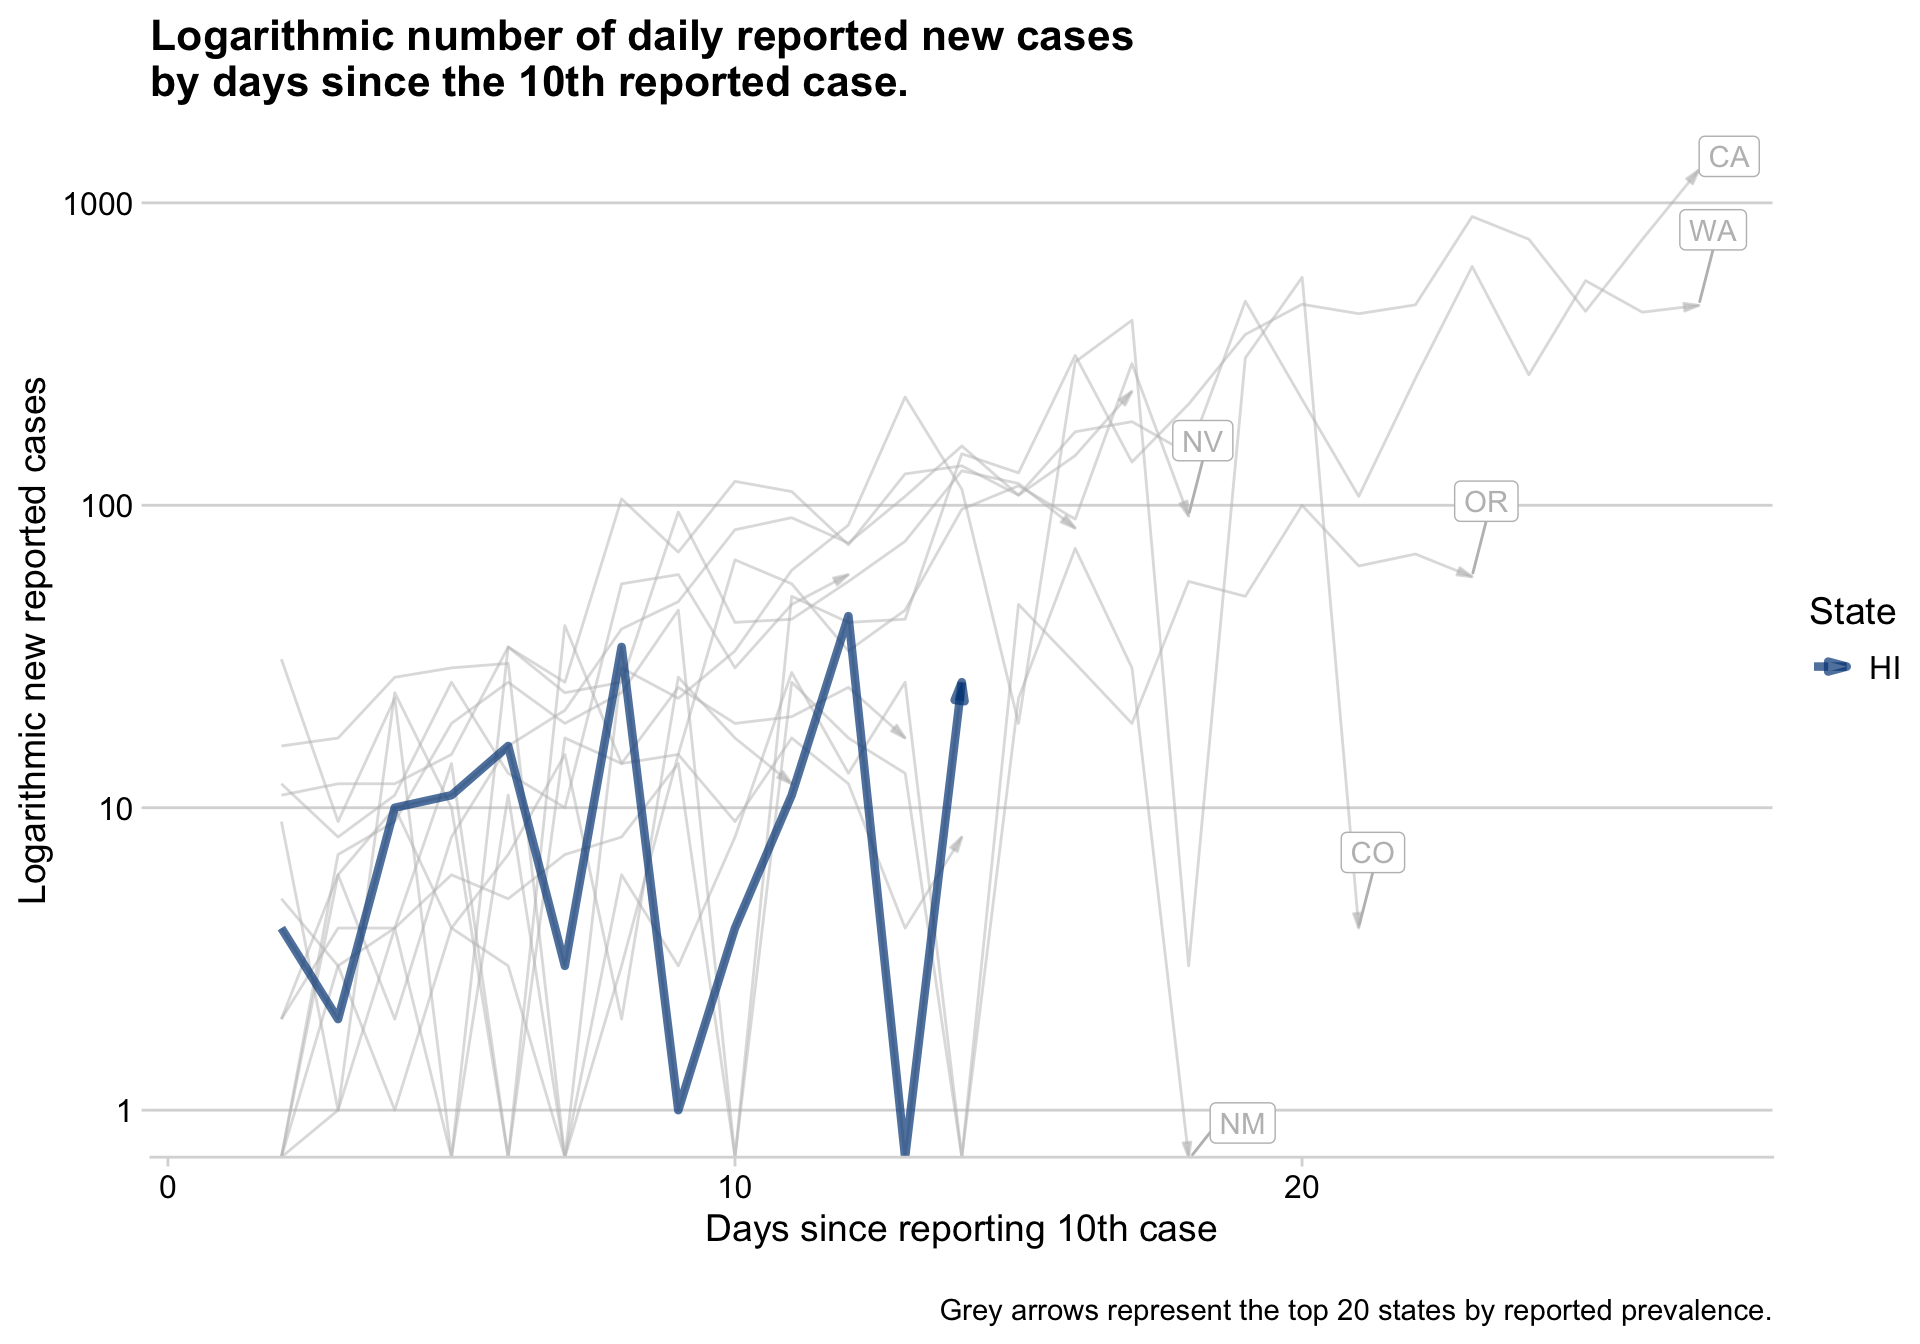 Logarithmic number of daily reported new cases
by days since the 10th reported case.
CA
1000
WA
NV
OR
100
Logarithmic new reported cases
State
HI
10
CO
1
NM
0
10
20
Days since reporting 10th case
Grey arrows represent the top 20 states by reported prevalence.